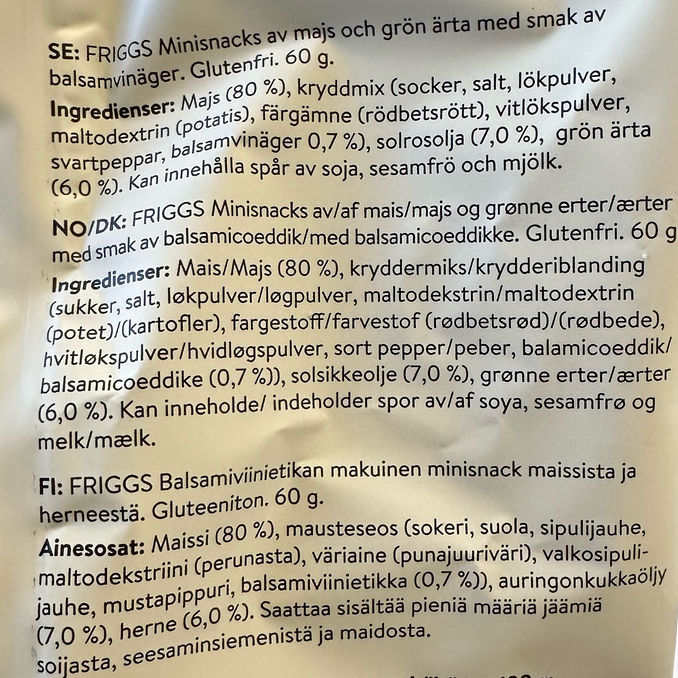 SE: FRIGGS Minisnacks av majs och grön ärta med smak av
balsamvinäger. Glutenfri. 60 g.
Ingredienser: Majs (80 %), kryddmix (socker, salt, lökpulver,
maltodextrin (potatis), färgämne (rödbetsrött), vitlökspulver,
svartpeppar, balsamvinäger 0,7 %), solrosolja (7,0 %), grön ärta
(6,0 %). Kan innehålla spår av soja, sesamfrö och mjölk.
NO/DK: FRIGGS Minisnacks av/af mais/majs og grønne erter/ærter
med smak av balsamicoeddik/med balsamicoeddikke. Glutenfri. 60 g
Ingredienser: Mais/Majs (80 %), kryddermiks/krydderiblanding
(sukker, salt, løkpulver/løgpulver, maltodekstrin/maltodextrin
(potet)/(kartofler), fargestoff/farvestof (rødbetsrød)/(rødbede),
hvitløkspulver/hvidløgspulver, sort pepper/peber, balamicoeddik/
balsamicoeddike (0,7 %)), solsikkeolje (7,0 %), grønne erter/ærter
(6,0 %). Kan inneholde/ indeholder spor av/af soya, sesamfrø og
melk/mælk.
FI: FRIGGS Balsamiviinietikan makuinen minisnack maissista ja
herneestä. Gluteeniton. 60 g.
Ainesosat: Maissi (80 %), mausteseos (sokeri, suola, sipulijauhe,
maltodekstriini (perunasta), väriaine (punajuuriväri), valkosipuli-
jauhe, mustapippuri, balsamiviinietikka (0,7 %)), auringonkukkaöljy
(7,0 %), herne (6,0 %). Saattaa sisältää pieniä määriä jäämiä
soijasta, seesaminsiemenistä ja maidosta.